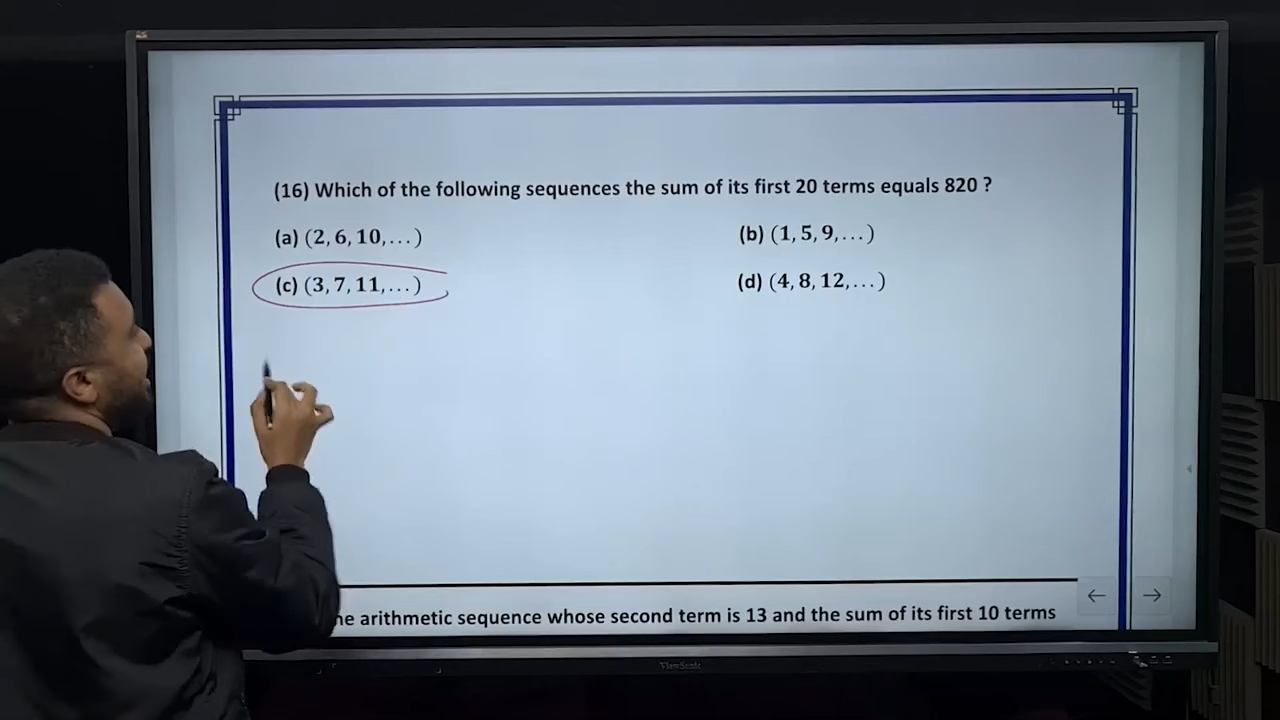 (16) Which of the following sequences the sum of its first 20 terms equals 820 ?
(a) (2, 6, 10, ... )
(b) (1, 5, 9, ... )
(c) (3, 7, 11, ... )
(d) (4, 8, 12, ... )
arithmetic sequence whose second term is 13 and the sum of its first 10 terms
ViewSonic